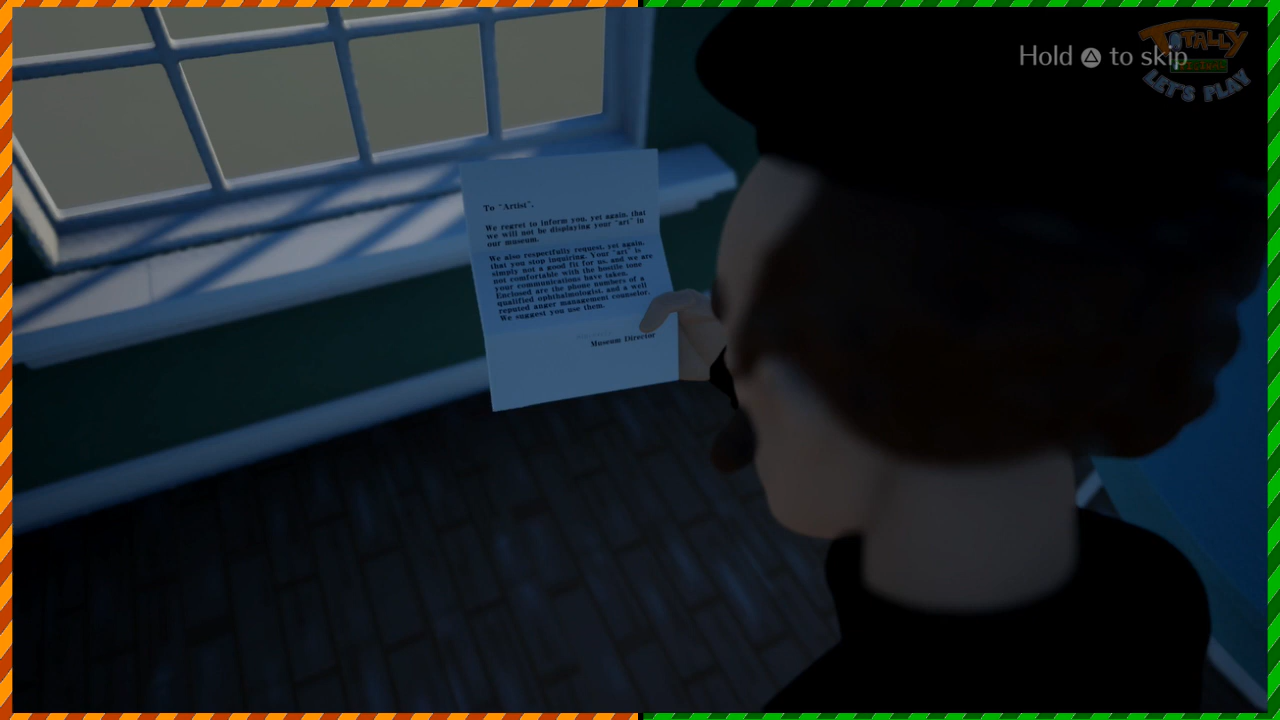 Hold △ to skip
TOTALLY
LET'S PLAY
To "Artist".
We regret to inform you, yet again, that
we will not be displaying your "art" in
our museum.
We also respectfully request, yet again,
that you stop inquiring. Your "art" is
simply not a good fit for us, and we are
not comfortable with the hostile tone
your communications have taken.
Enclosed are the phone numbers of a
qualified ophthalmologist, and a well
reputed anger management counselor.
We suggest you use them.
Museum Director